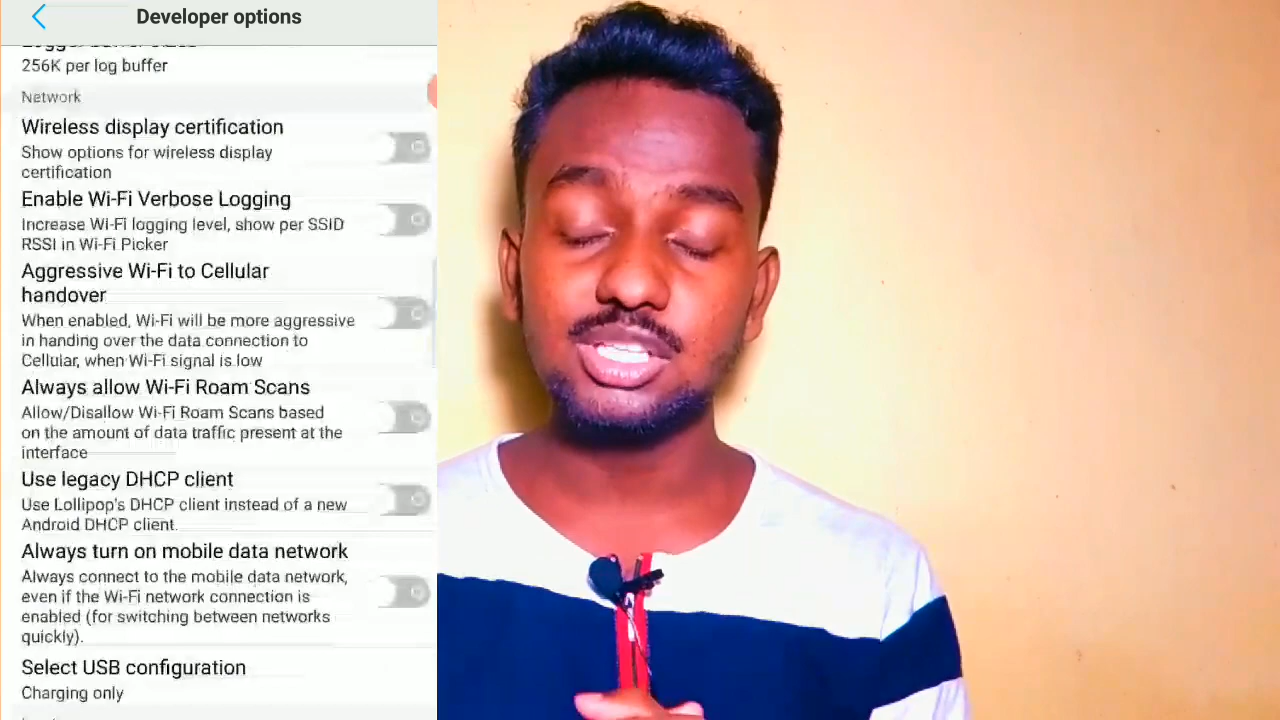 Developer options
256K per log buffer
Network
Wireless display certification
Show options for wireless display
certification
Enable Wi-Fi Verbose Logging
Increase Wi-Fi logging level, show per SSID
RSSI in Wi-Fi Picker
Aggressive Wi-Fi to Cellular
handover
When enabled, Wi-Fi will be more aggressive
in handing over the data connection to
Cellular, when Wi-Fi signal is low
Always allow Wi-Fi Roam Scans
Allow/Disallow Wi-Fi Roam Scans based
on the amount of data traffic present at the
interface
Use legacy DHCP client
Use Lollipop's DHCP client instead of a new
Android DHCP client.
Always turn on mobile data network
Always connect to the mobile data network,
even if the Wi-Fi network connection is
enabled (for switching between networks
quickly).
Select USB configuration
Charging only